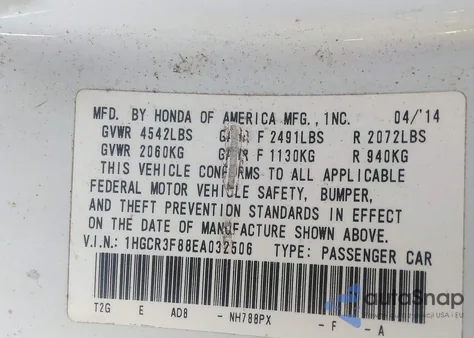 MFD. BY HONDA OF AMERICA MFG., INC. 04/'14
GVWR 4542LBS GAWR F 2491LBS R 2072LBS
GVWR 2060KG GAWR F 1130KG R 940KG
THIS VEHICLE CONFORMS TO ALL APPLICABLE
FEDERAL MOTOR VEHICLE SAFETY, BUMPER,
AND THEFT PREVENTION STANDARDS IN EFFECT
ON THE DATE OF MANUFACTURE SHOWN ABOVE.
V.I.N.: 1HGCR3F88EA032506 TYPE: PASSENGER CAR
T2G E AD8 - NH788PX - F - A
autoSnap